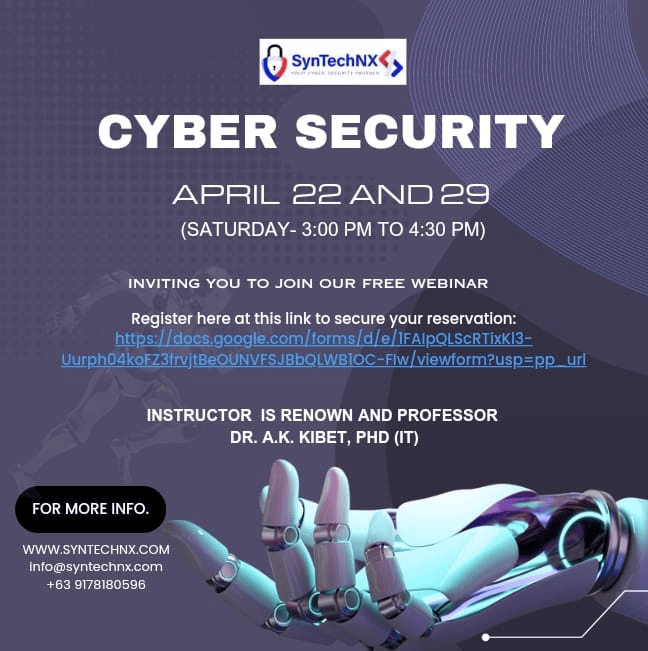 SynTechNX
YOUR CYBER SECURITY PARTNER
CYBER SECURITY
APRIL 22 AND 29
(SATURDAY- 3:00 PM TO 4:30 PM)
INVITING YOU TO JOIN OUR FREE WEBINAR
Register here at this link to secure your reservation:
https://docs.google.com/forms/d/e/1FAIpQLScRTixKl3-
Uurph04koFZ3frvjtBeOUNVFSJBbQLWB1OC-FIw/viewform?usp=pp_url
INSTRUCTOR IS RENOWN AND PROFESSOR
DR. A.K. KIBET, PHD (IT)
FOR MORE INFO.
WWW.SYNTECHNX.COM
info@syntechnx.com
+63 9178180596